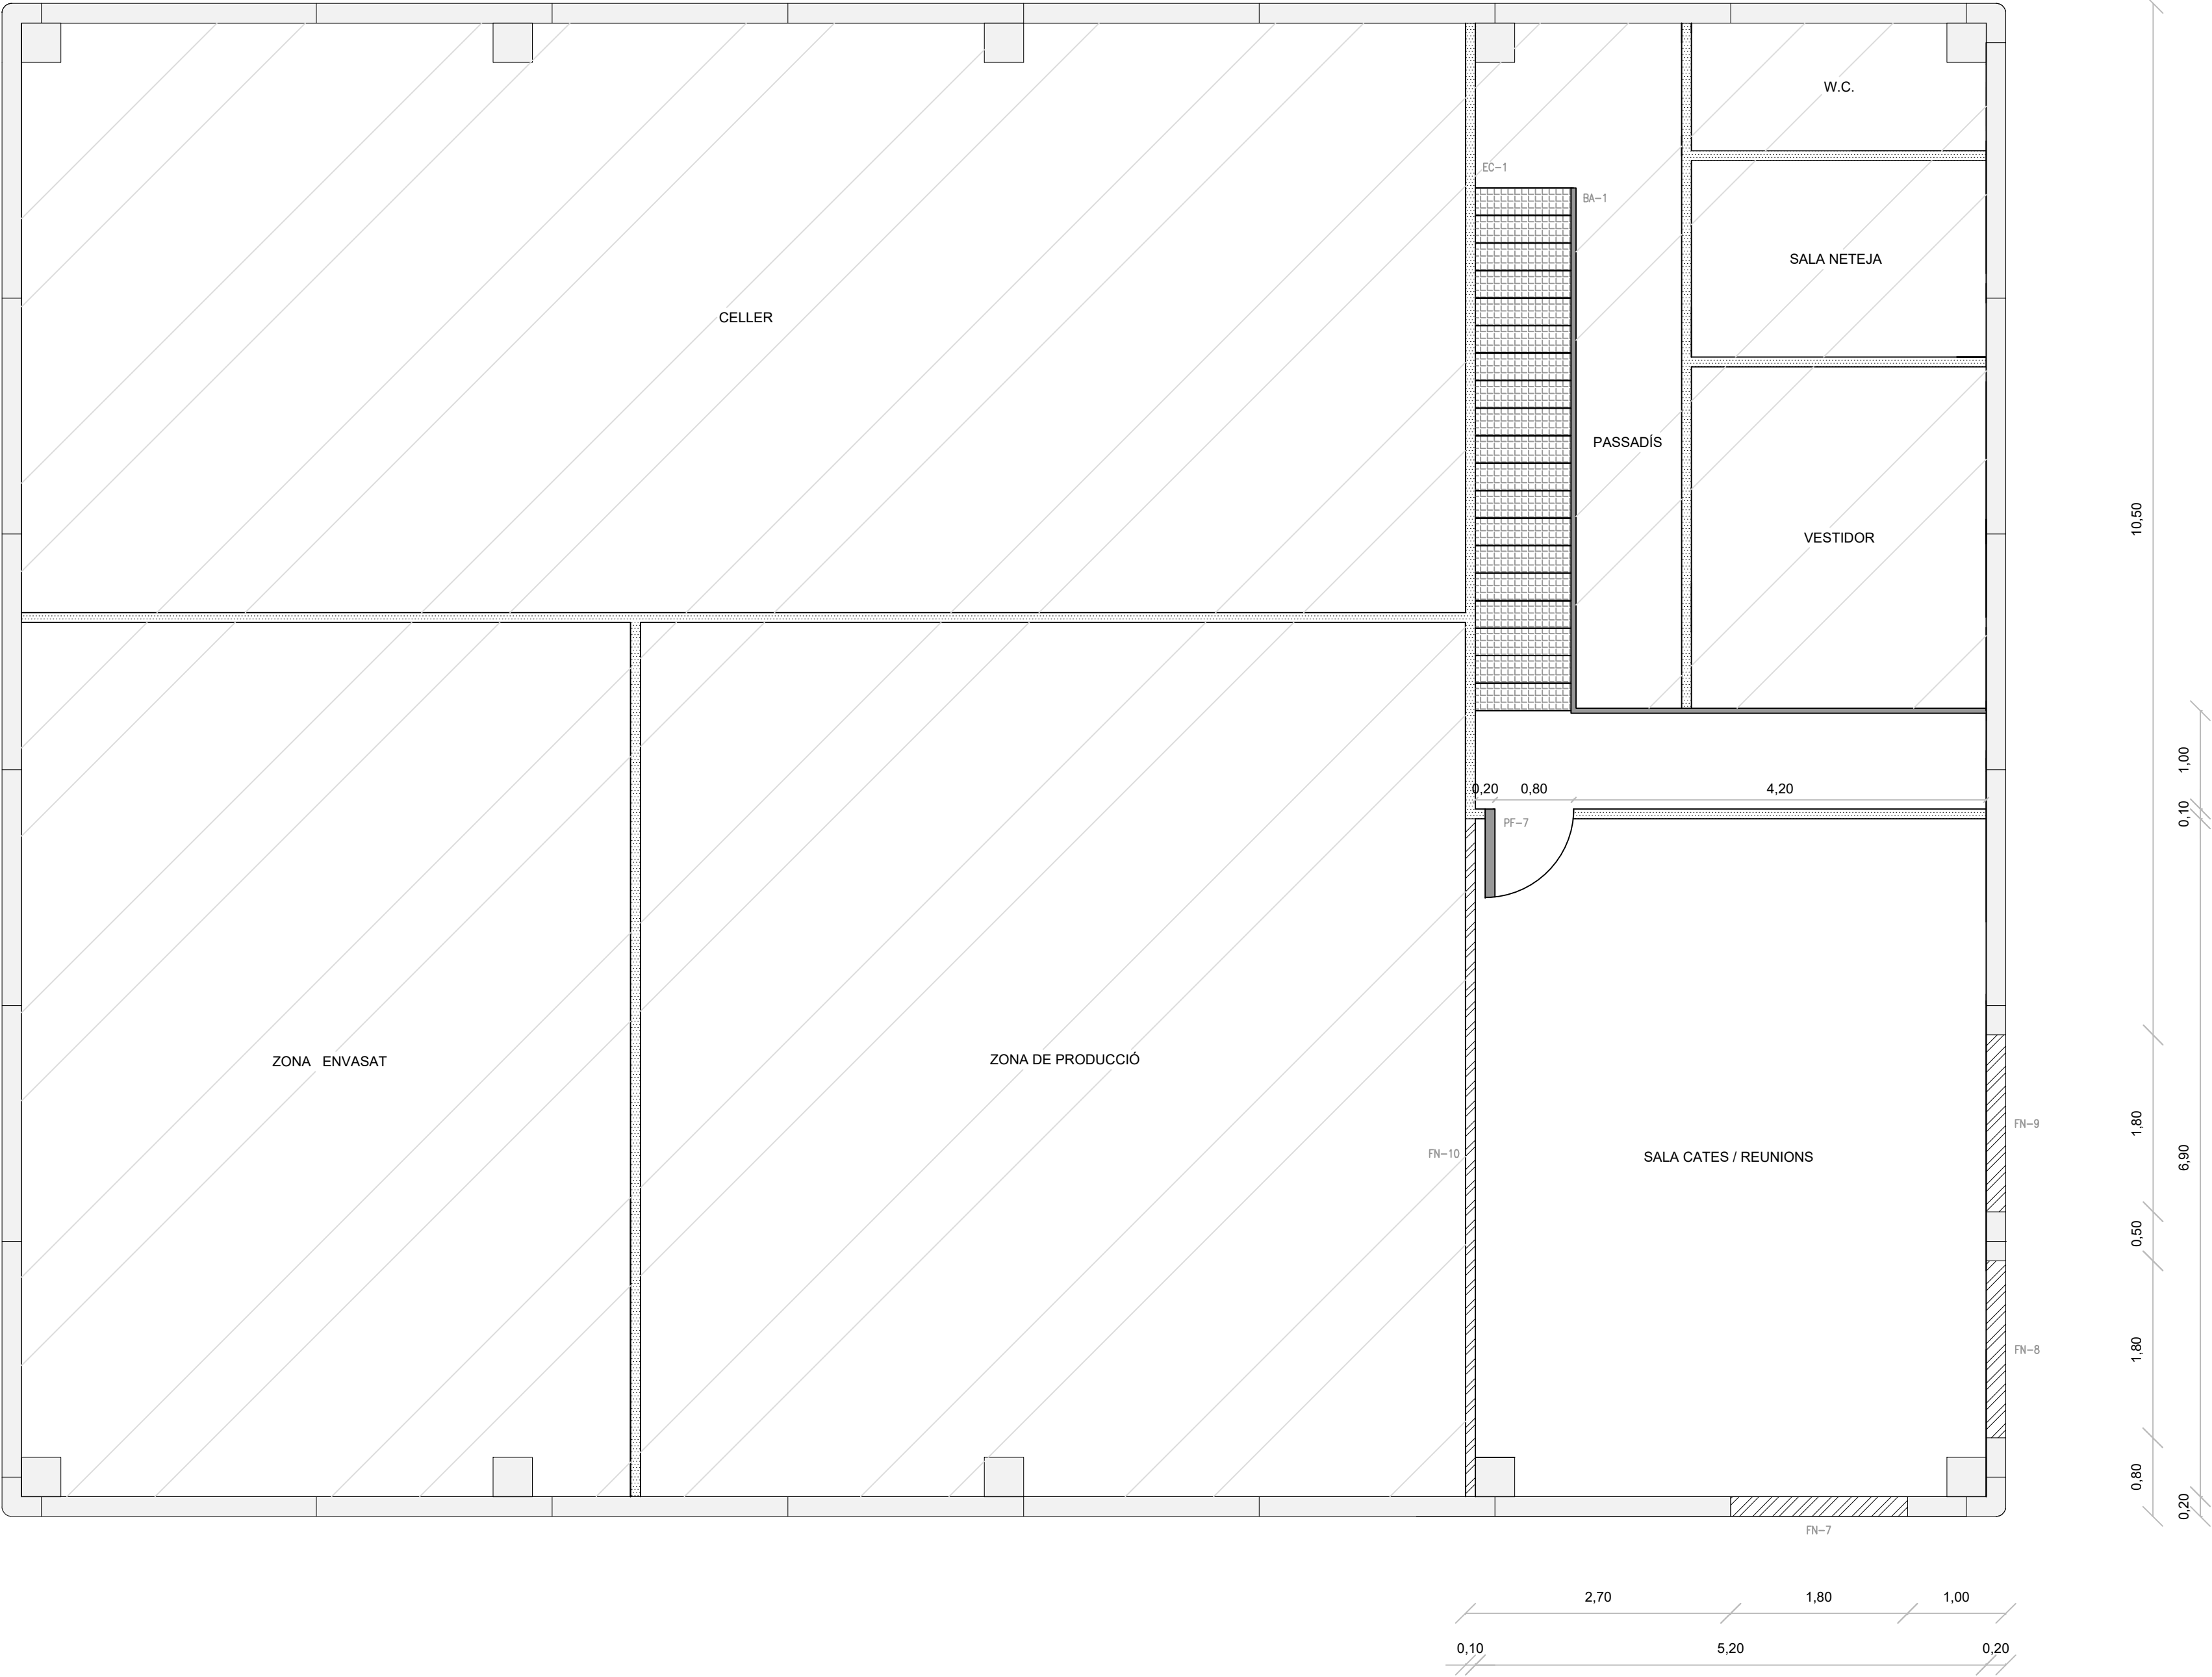 W.C.
EC-1
BA-1
SALA NETEJA
CELLER
PASSADÍS
10,50
VESTIDOR
1,00
0,20
0,80
4,20
0,10
PF-7
ZONA ENVASAT
ZONA DE PRODUCCIÓ
FN-10
SALA CATES / REUNIONS
FN-9
1,80
6,90
0,50
FN-8
1,80
0,80
0,20
FN-7
2,70
1,80
1,00
0,10
5,20
0,20